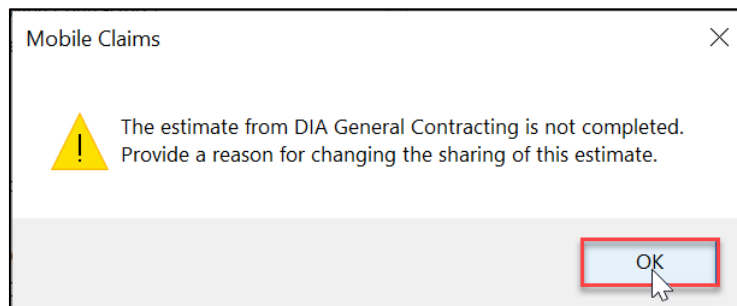 Mobile Claims
The estimate from DIA General Contracting is not completed.
Provide a reason for changing the sharing of this estimate.
OK